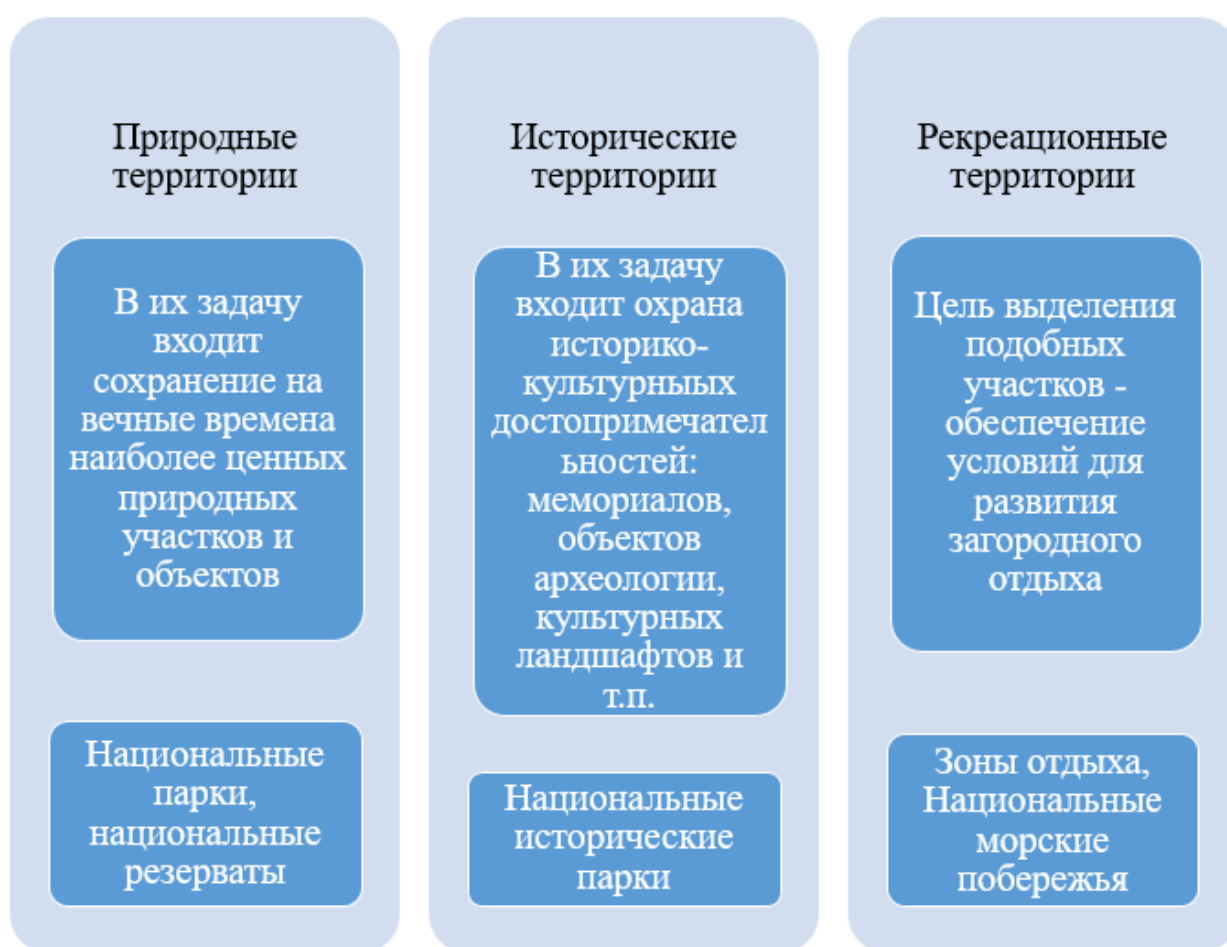 Природные
территории
В их задачу
входит
сохранение на
вечные времена
наиболее ценных
природных
участков и
объектов
Национальные
парки,
национальные
резерваты
Исторические
территории
В их задачу
входит охрана
историко-
культурныых
достопримечател
ьностей:
мемориалов,
объектов
археологии,
культурных
ландшафтов и
т.п.
Национальные
исторические
парки
Рекреационные
территории
Цель выделения
подобных
участков -
обеспечение
условий для
развития
загородного
отдыха
Зоны отдыха,
Национальные
морские
побережья